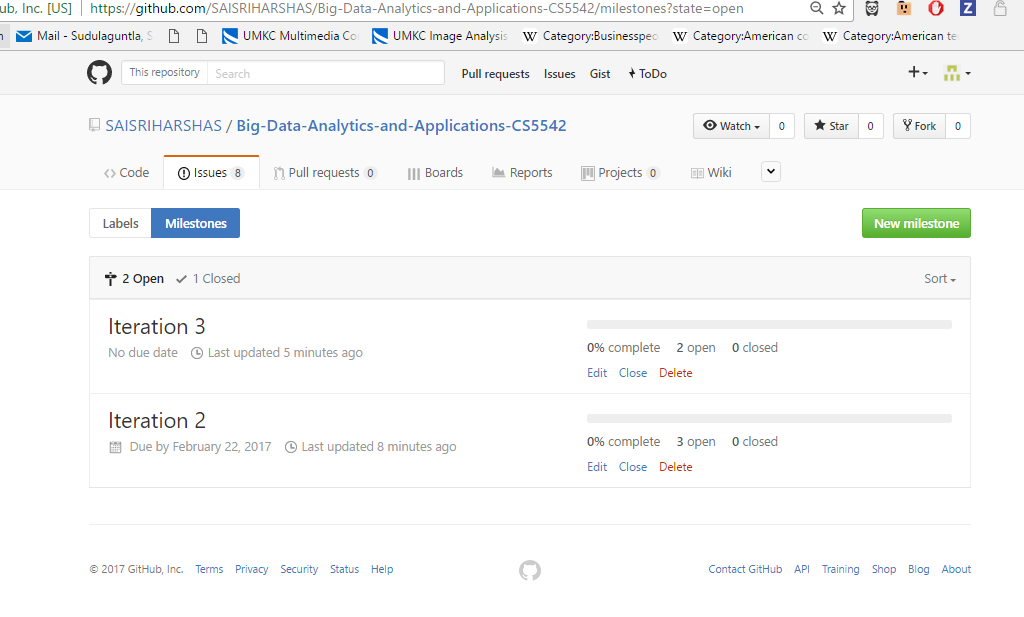 ub, Inc. [US] https://github.com/SAISRIHARSHAS/Big-Data-Analytics-and-Applications-CS5542/milestones?state=open
Mail - Sudulaguntla, UMKC Multimedia Co UMKC Image Analysis W Category:Businesspeo W Category:American co W Category:American te
This repository Search Pull requests Issues Gist ToDo
SAISRIHARSHAS / Big-Data-Analytics-and-Applications-CS5542 Watch 0 Star 0 Fork 0
Code Issues 8 Pull requests 0 Boards Reports Projects 0 Wiki
Labels Milestones New milestone
2 Open 1 Closed Sort
Iteration 3
No due date Last updated 5 minutes ago
0% complete 2 open 0 closed
Edit Close Delete
Iteration 2
Due by February 22, 2017 Last updated 8 minutes ago
0% complete 3 open 0 closed
Edit Close Delete
© 2017 GitHub, Inc. Terms Privacy Security Status Help Contact GitHub API Training Shop Blog About